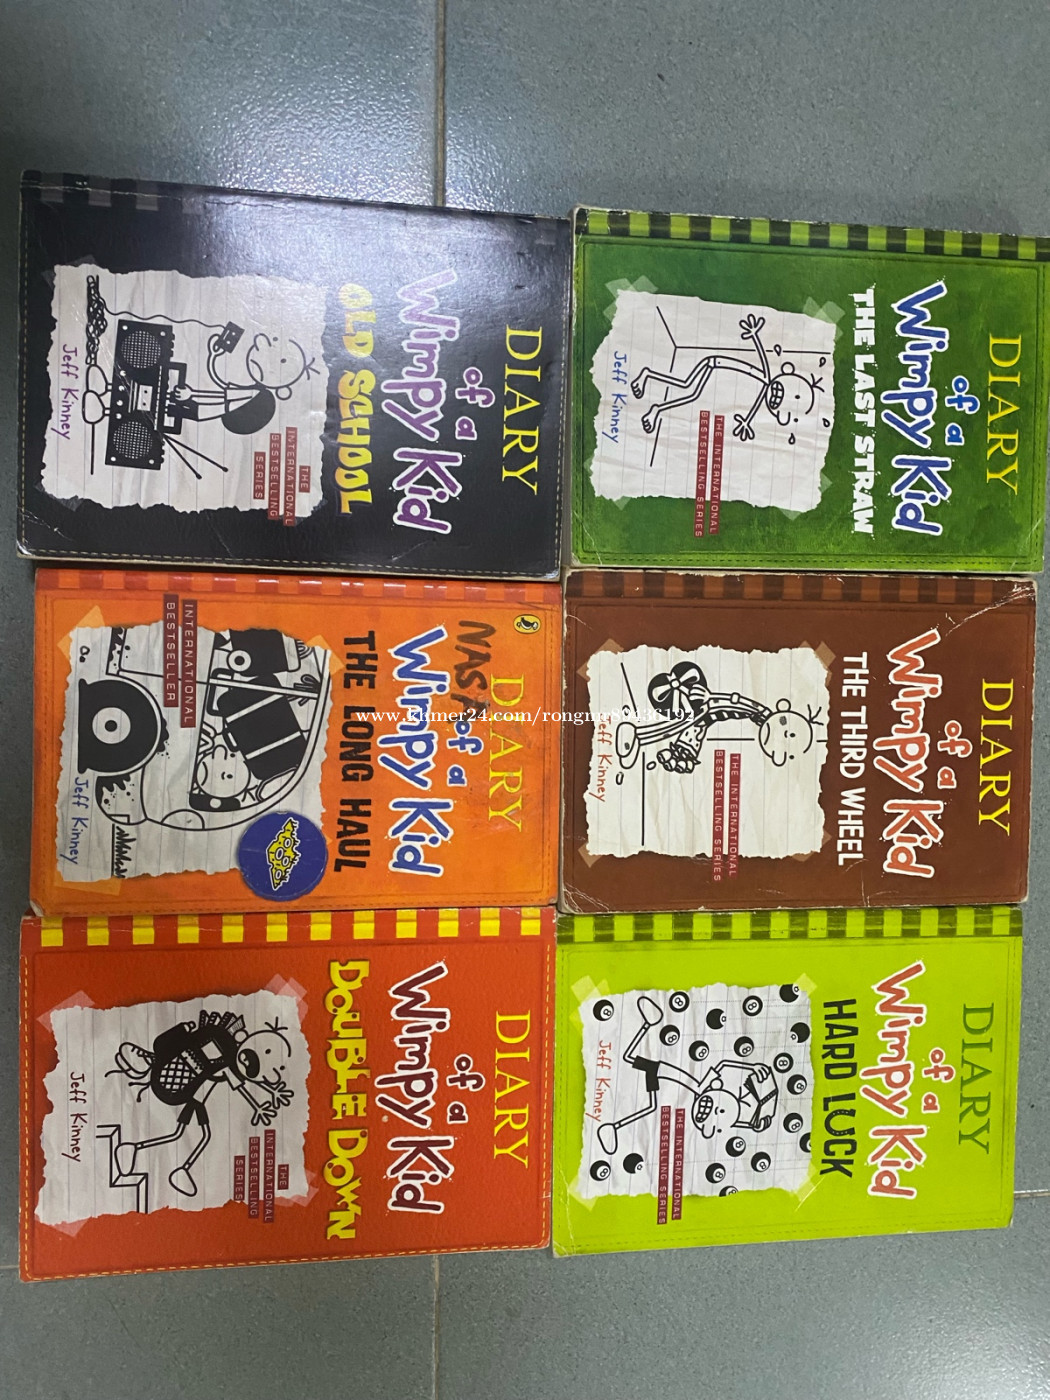 DIARY
of a
Wimpy Kid
OLD SCHOOL
THE
INTERNATIONAL
BESTSELLING
SERIES
Jeff Kinney
DIARY
of a
Wimpy Kid
THE LAST STRAW
THE INTERNATIONAL
BESTSELLING SERIES
Jeff Kinney
NASA
DIARY
of a
Wimpy Kid
THE LONG HAUL
INTERNATIONAL
BESTSELLER
Jeff Kinney
DIARY
of a
Wimpy Kid
THE THIRD WHEEL
THE INTERNATIONAL
BESTSELLING SERIES
Jeff Kinney
www.khmer24.com/rongmq89436192
DIARY
of a
Wimpy Kid
DOUBLE DOWN
THE
INTERNATIONAL
BESTSELLING
SERIES
Jeff Kinney
DIARY
of a
Wimpy Kid
HARD LUCK
THE INTERNATIONAL
BESTSELLING SERIES
Jeff Kinney